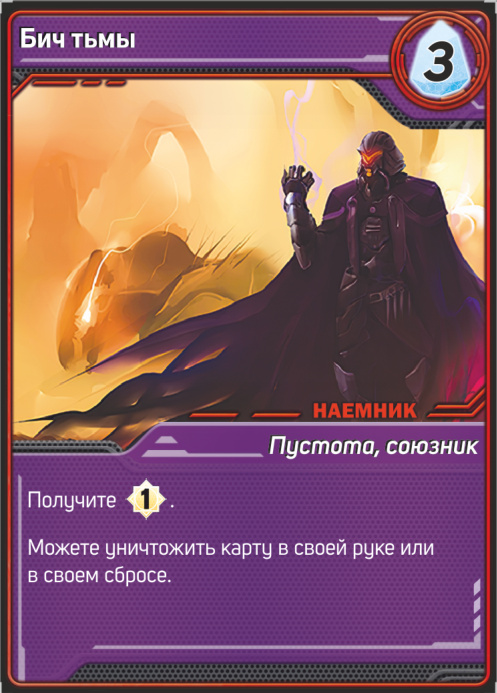 Бич тьмы
3
НАЕМНИК
Пустота, союзник
Получите 1.
Можете уничтожить карту в своей руке или
в своем сбросе.